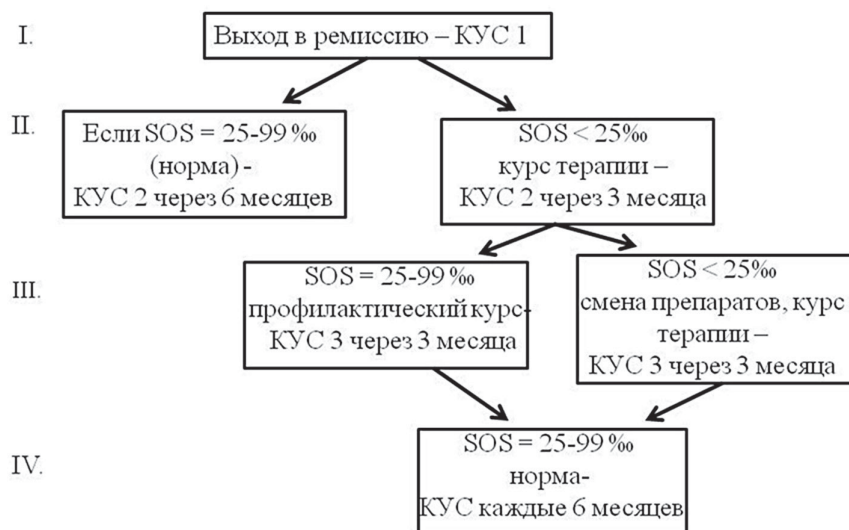 I.
Выход в ремиссию – КУС 1
II.
Если SOS = 25-99 ‰
(норма) -
КУС 2 через 6 месяцев
SOS < 25‰
курс терапии –
КУС 2 через 3 месяца
III.
SOS = 25-99 ‰
профилактический курс-
КУС 3 через 3 месяца
SOS < 25‰
смена препаратов, курс
терапии –
КУС 3 через 3 месяца
IV.
SOS = 25-99 ‰
норма-
КУС каждые 6 месяцев